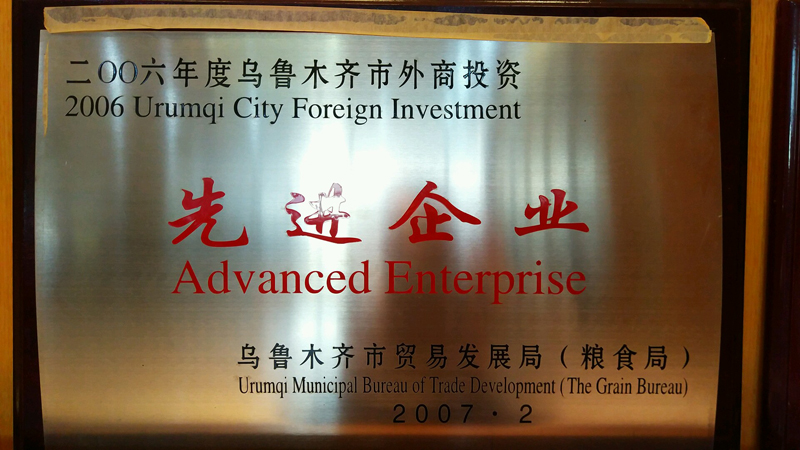 二〇〇六年度乌鲁木齐市外商投资
2006 Urumqi City Foreign Investment
先进企业
Advanced Enterprise
乌鲁木齐市贸易发展局（粮食局）
Urumqi Municipal Bureau of Trade Development (The Grain Bureau)
2007·2